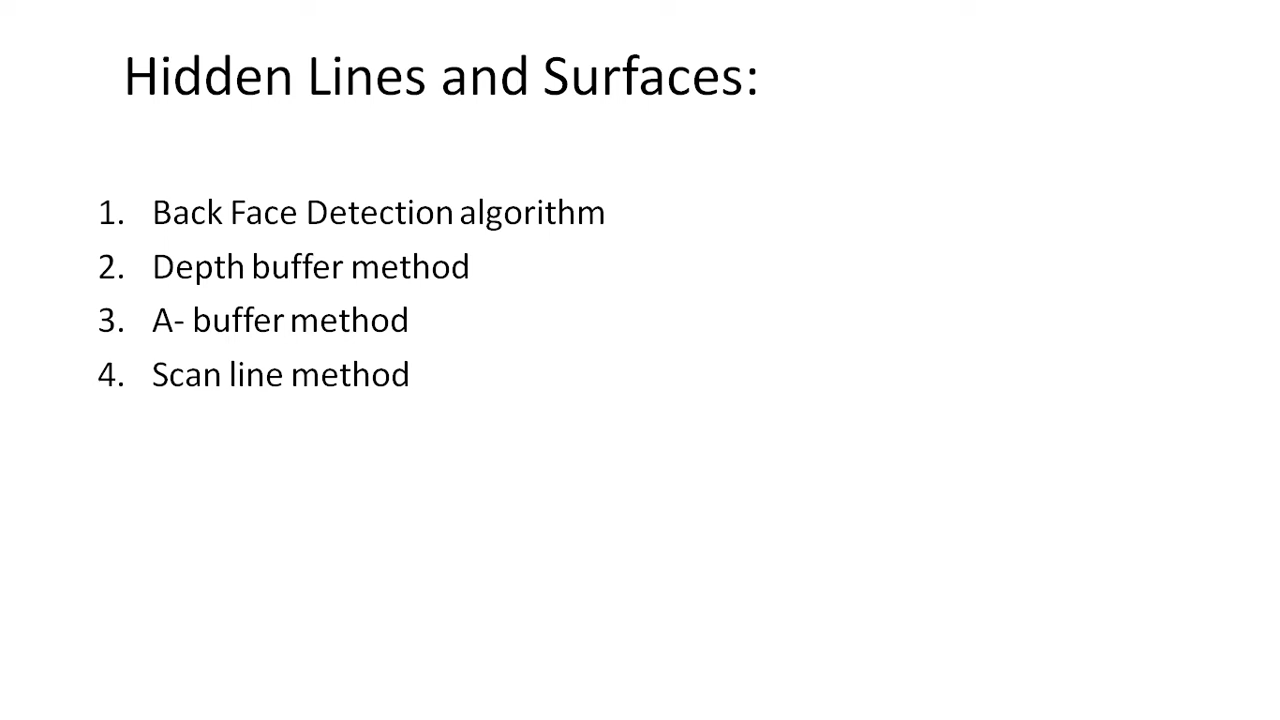 Hidden Lines and Surfaces:
1. Back Face Detection algorithm
2. Depth buffer method
3. A- buffer method
4. Scan line method